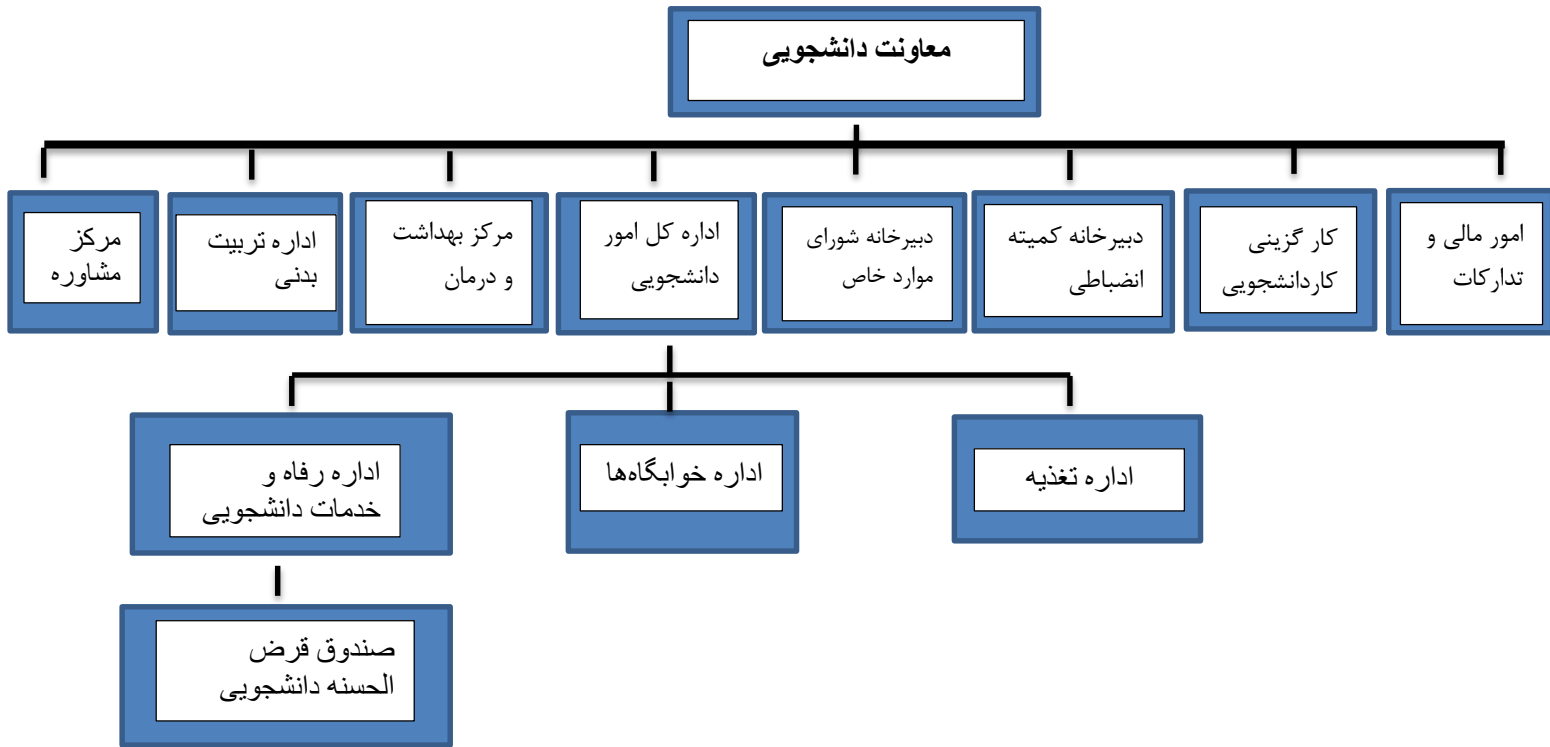 معاونت دانشجویی
امور مالی و
تدارکات
کار گزینی
کاردانشجویی
دبیرخانه کمیته
انضباطی
دبیرخانه شورای
موارد خاص
اداره کل امور
دانشجویی
مرکز بهداشت
و درمان
اداره تربیت
بدنی
مرکز
مشاوره
اداره تغذیه
اداره خوابگاه‌ها
اداره رفاه و
خدمات دانشجویی
صندوق قرض
الحسنه دانشجویی